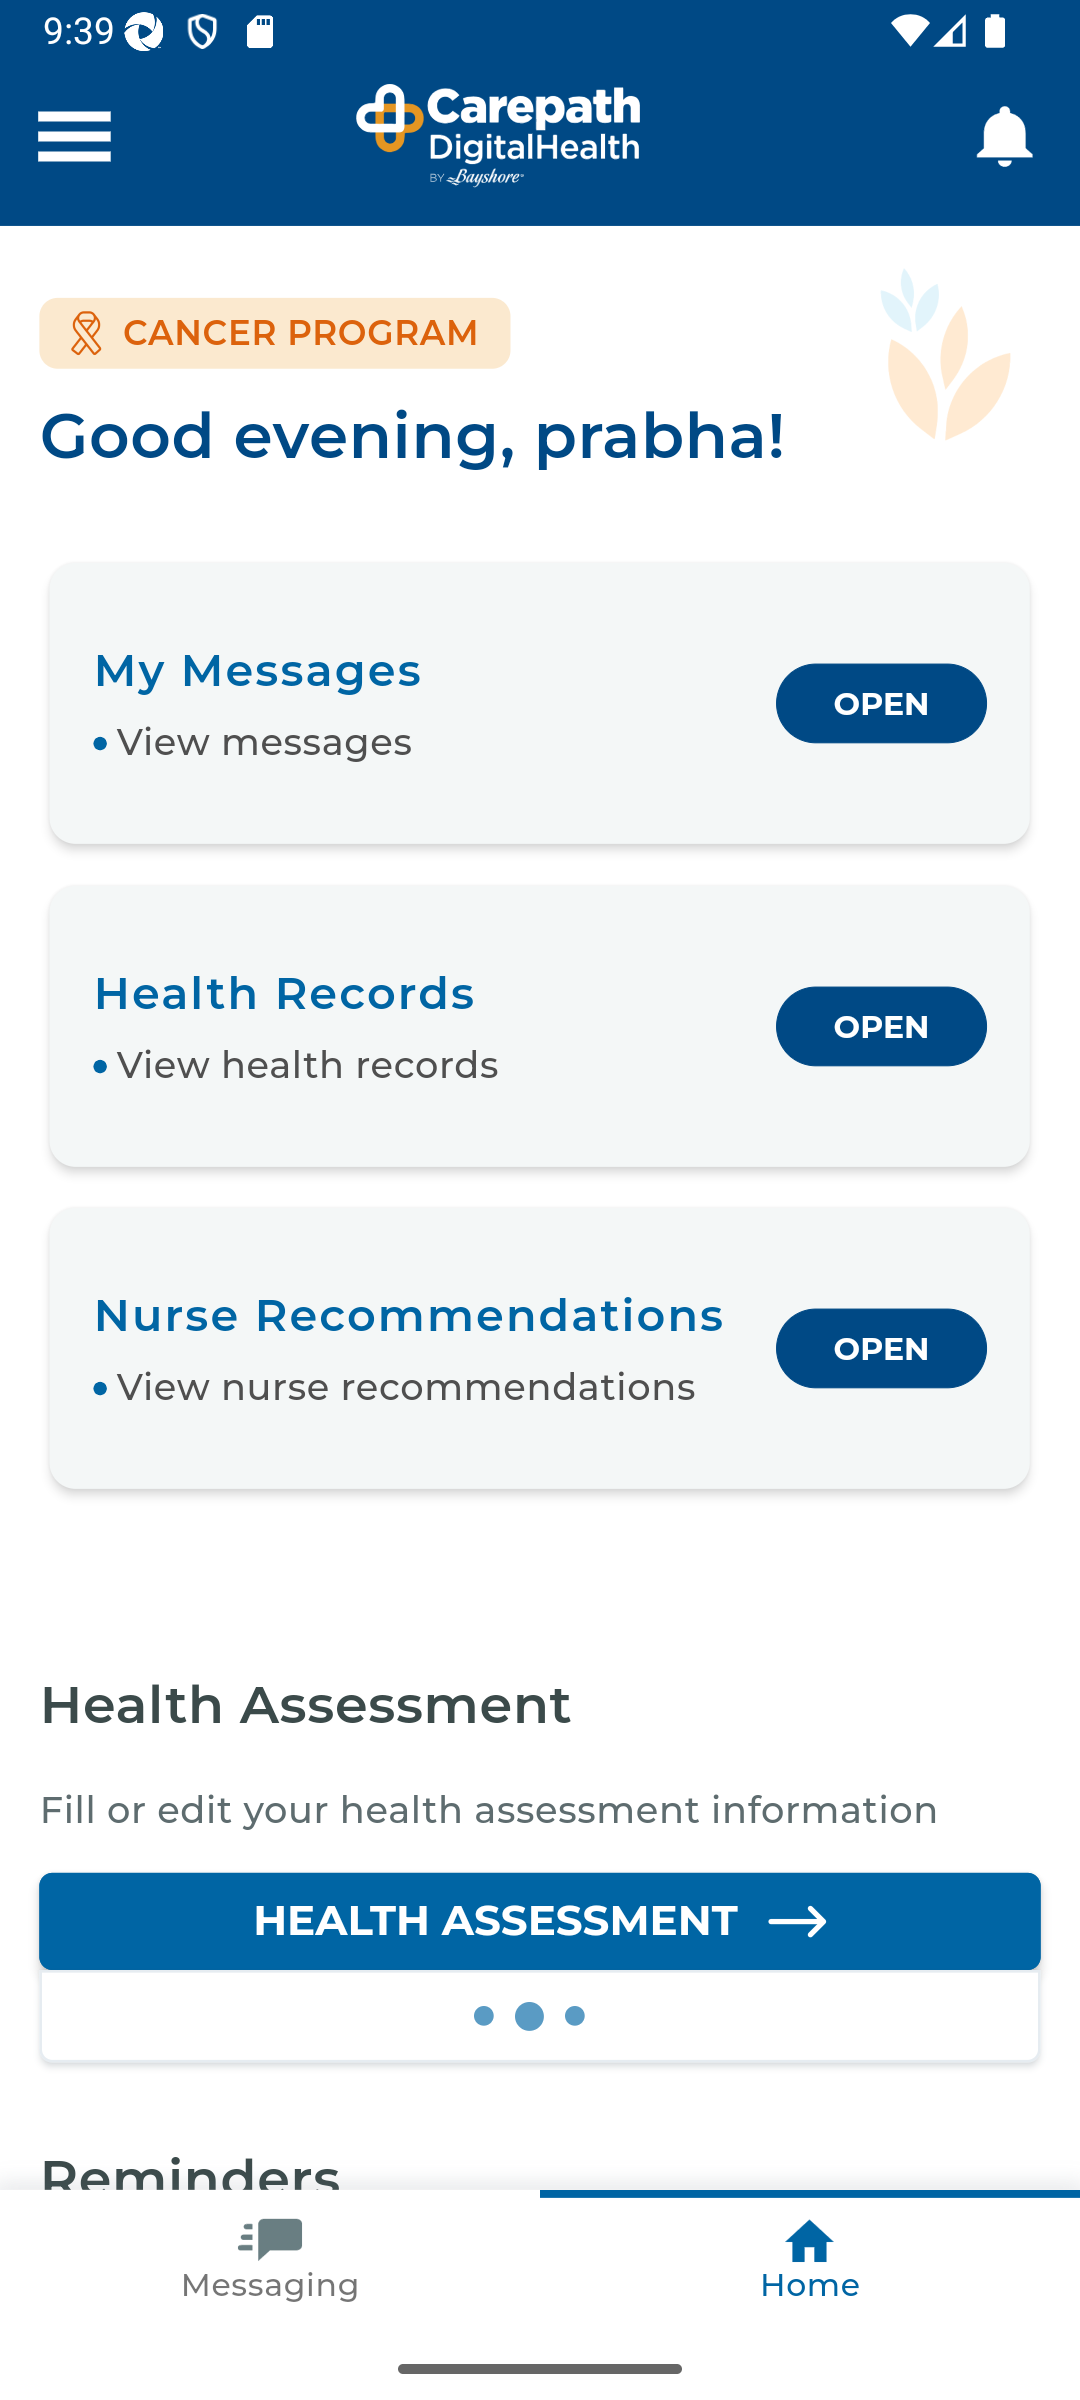 9:39
Carepath
DigitalHealth
BY Bayshore
CANCER PROGRAM
Good evening, prabha!
My Messages
• View messages
OPEN
Health Records
• View health records
OPEN
Nurse Recommendations
• View nurse recommendations
OPEN
Health Assessment
Fill or edit your health assessment information
HEALTH ASSESSMENT →
Reminders
Messaging
Home